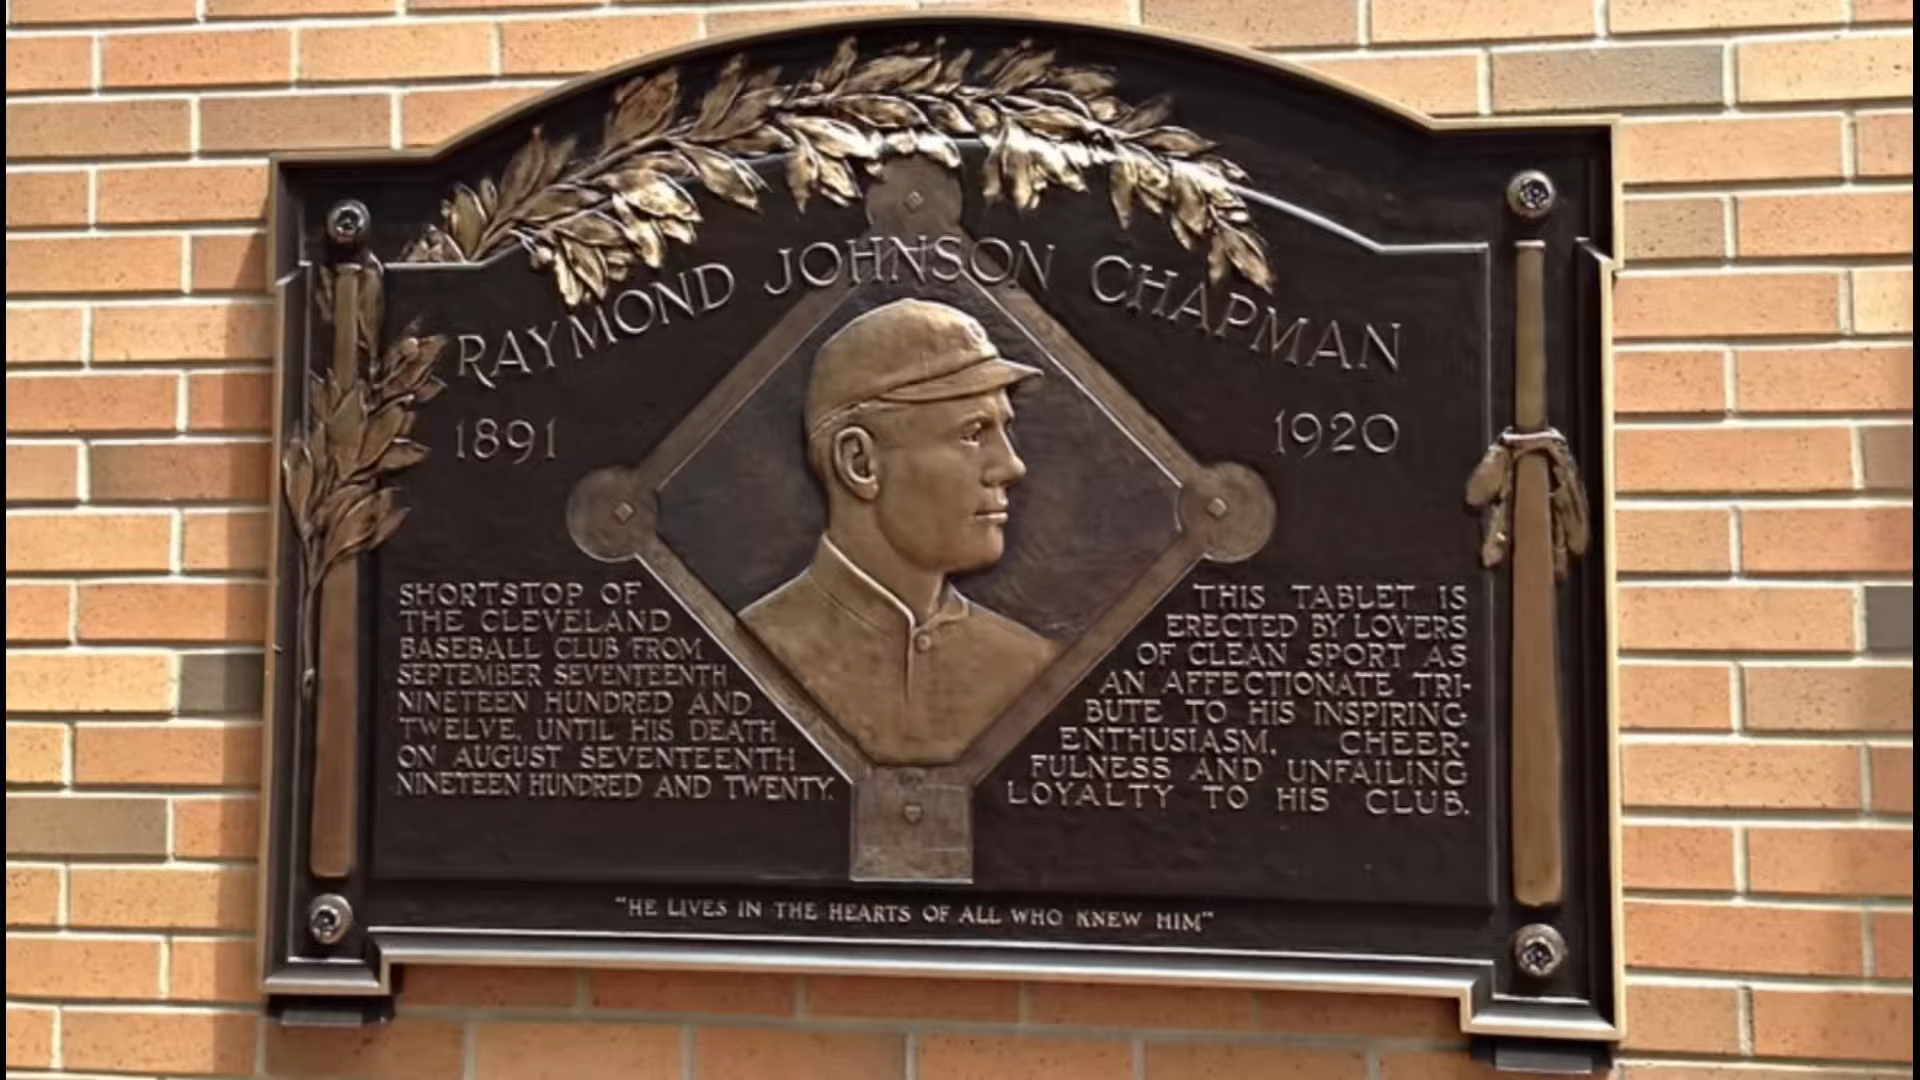 RAYMOND JOHNSON CHAPMAN
1891
1920
SHORTSTOP OF
THE CLEVELAND
BASEBALL CLUB FROM
SEPTEMBER SEVENTEENTH
NINETEEN HUNDRED AND
TWELVE, UNTIL HIS DEATH
ON AUGUST SEVENTEENTH
NINETEEN HUNDRED AND TWENTY.
THIS TABLET IS
ERECTED BY LOVERS
OF CLEAN SPORT AS
AN AFFECTIONATE TRI-
BUTE TO HIS INSPIRING
ENTHUSIASM, CHEER-
FULNESS AND UNFAILING
LOYALTY TO HIS CLUB.
"HE LIVES IN THE HEARTS OF ALL WHO KNEW HIM"